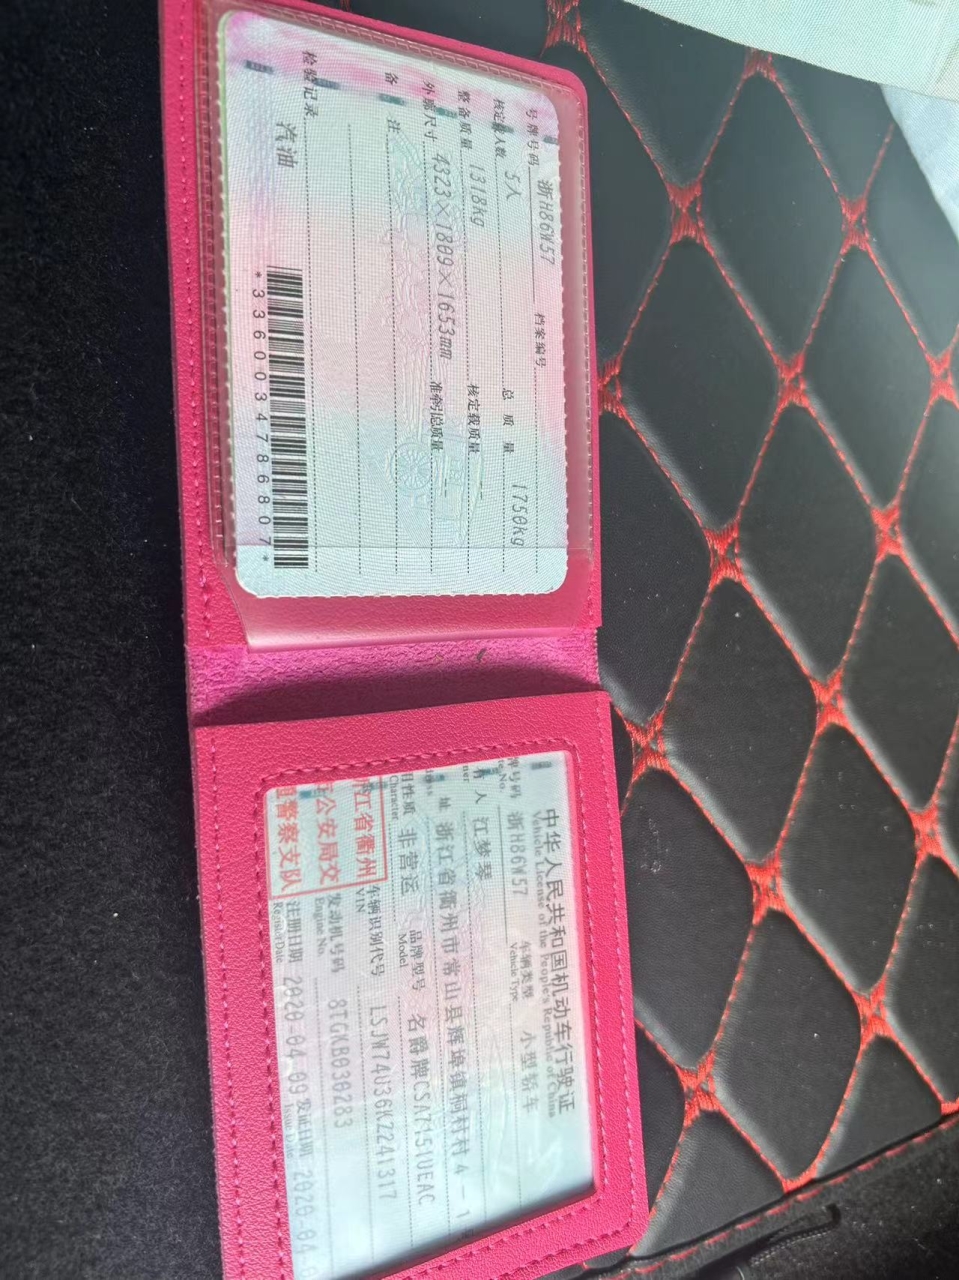 号牌号码 浙H86W57 档案编号
核定载人数 5人 总质量 1750kg
整备质量 1318kg 核定载质量 --
外廓尺寸 4323×1809×1653mm 准牵引总质量 --
备注
检验记录 汽油
*3360034786807*
中华人民共和国机动车行驶证
Vehicle License of the People's Republic of China
牌号码 浙H86W57 车辆类型 小型轿车
Vehicle Type
有人 江梦琴
址 浙江省衢州市常山县辉埠镇桐村村4-1
用性质 非营运 品牌型号 名爵牌CSA7151UEAC
Character Model
江省衢州 车辆识别代号 LSJW74U36KZ241317
VIN
公安局交 发动机号码 8TGKB030283
Engine No.
警察支队 注册日期 2020-04-09 发证日期 2020-04-0
Register Date Issue Date